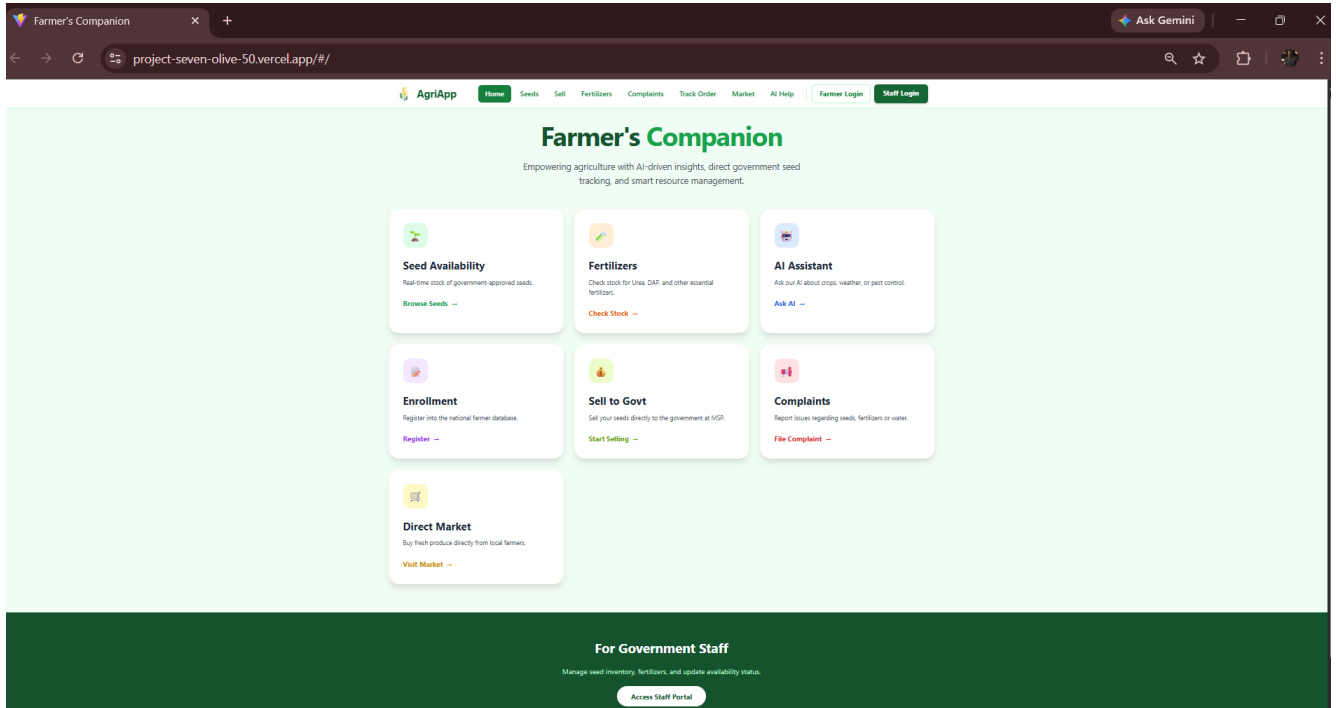 Farmer's Companion
Ask Gemini
project-seven-olive-50.vercel.app/#/
AgriApp Home Seeds Sell Fertilizers Complaints Track Order Market AI Help Farmer Login Staff Login
Farmer's Companion
Empowering agriculture with AI-driven insights, direct government seed
tracking, and smart resource management.
Seed Availability
Real-time stock of government-approved seeds.
Browse Seeds →
Fertilizers
Check stock for Urea, DAP, and other essential
fertilizers.
Check Stock →
AI Assistant
Ask our AI about crops, weather, or pest control.
Ask AI →
Enrollment
Register into the national farmer database.
Register →
Sell to Govt
Sell your seeds directly to the government at MSP.
Start Selling →
Complaints
Report issues regarding seeds, fertilizers or water.
File Complaint →
Direct Market
Buy fresh produce directly from local farmers.
Visit Market →
For Government Staff
Manage seed inventory, fertilizers, and update availability status.
Access Staff Portal